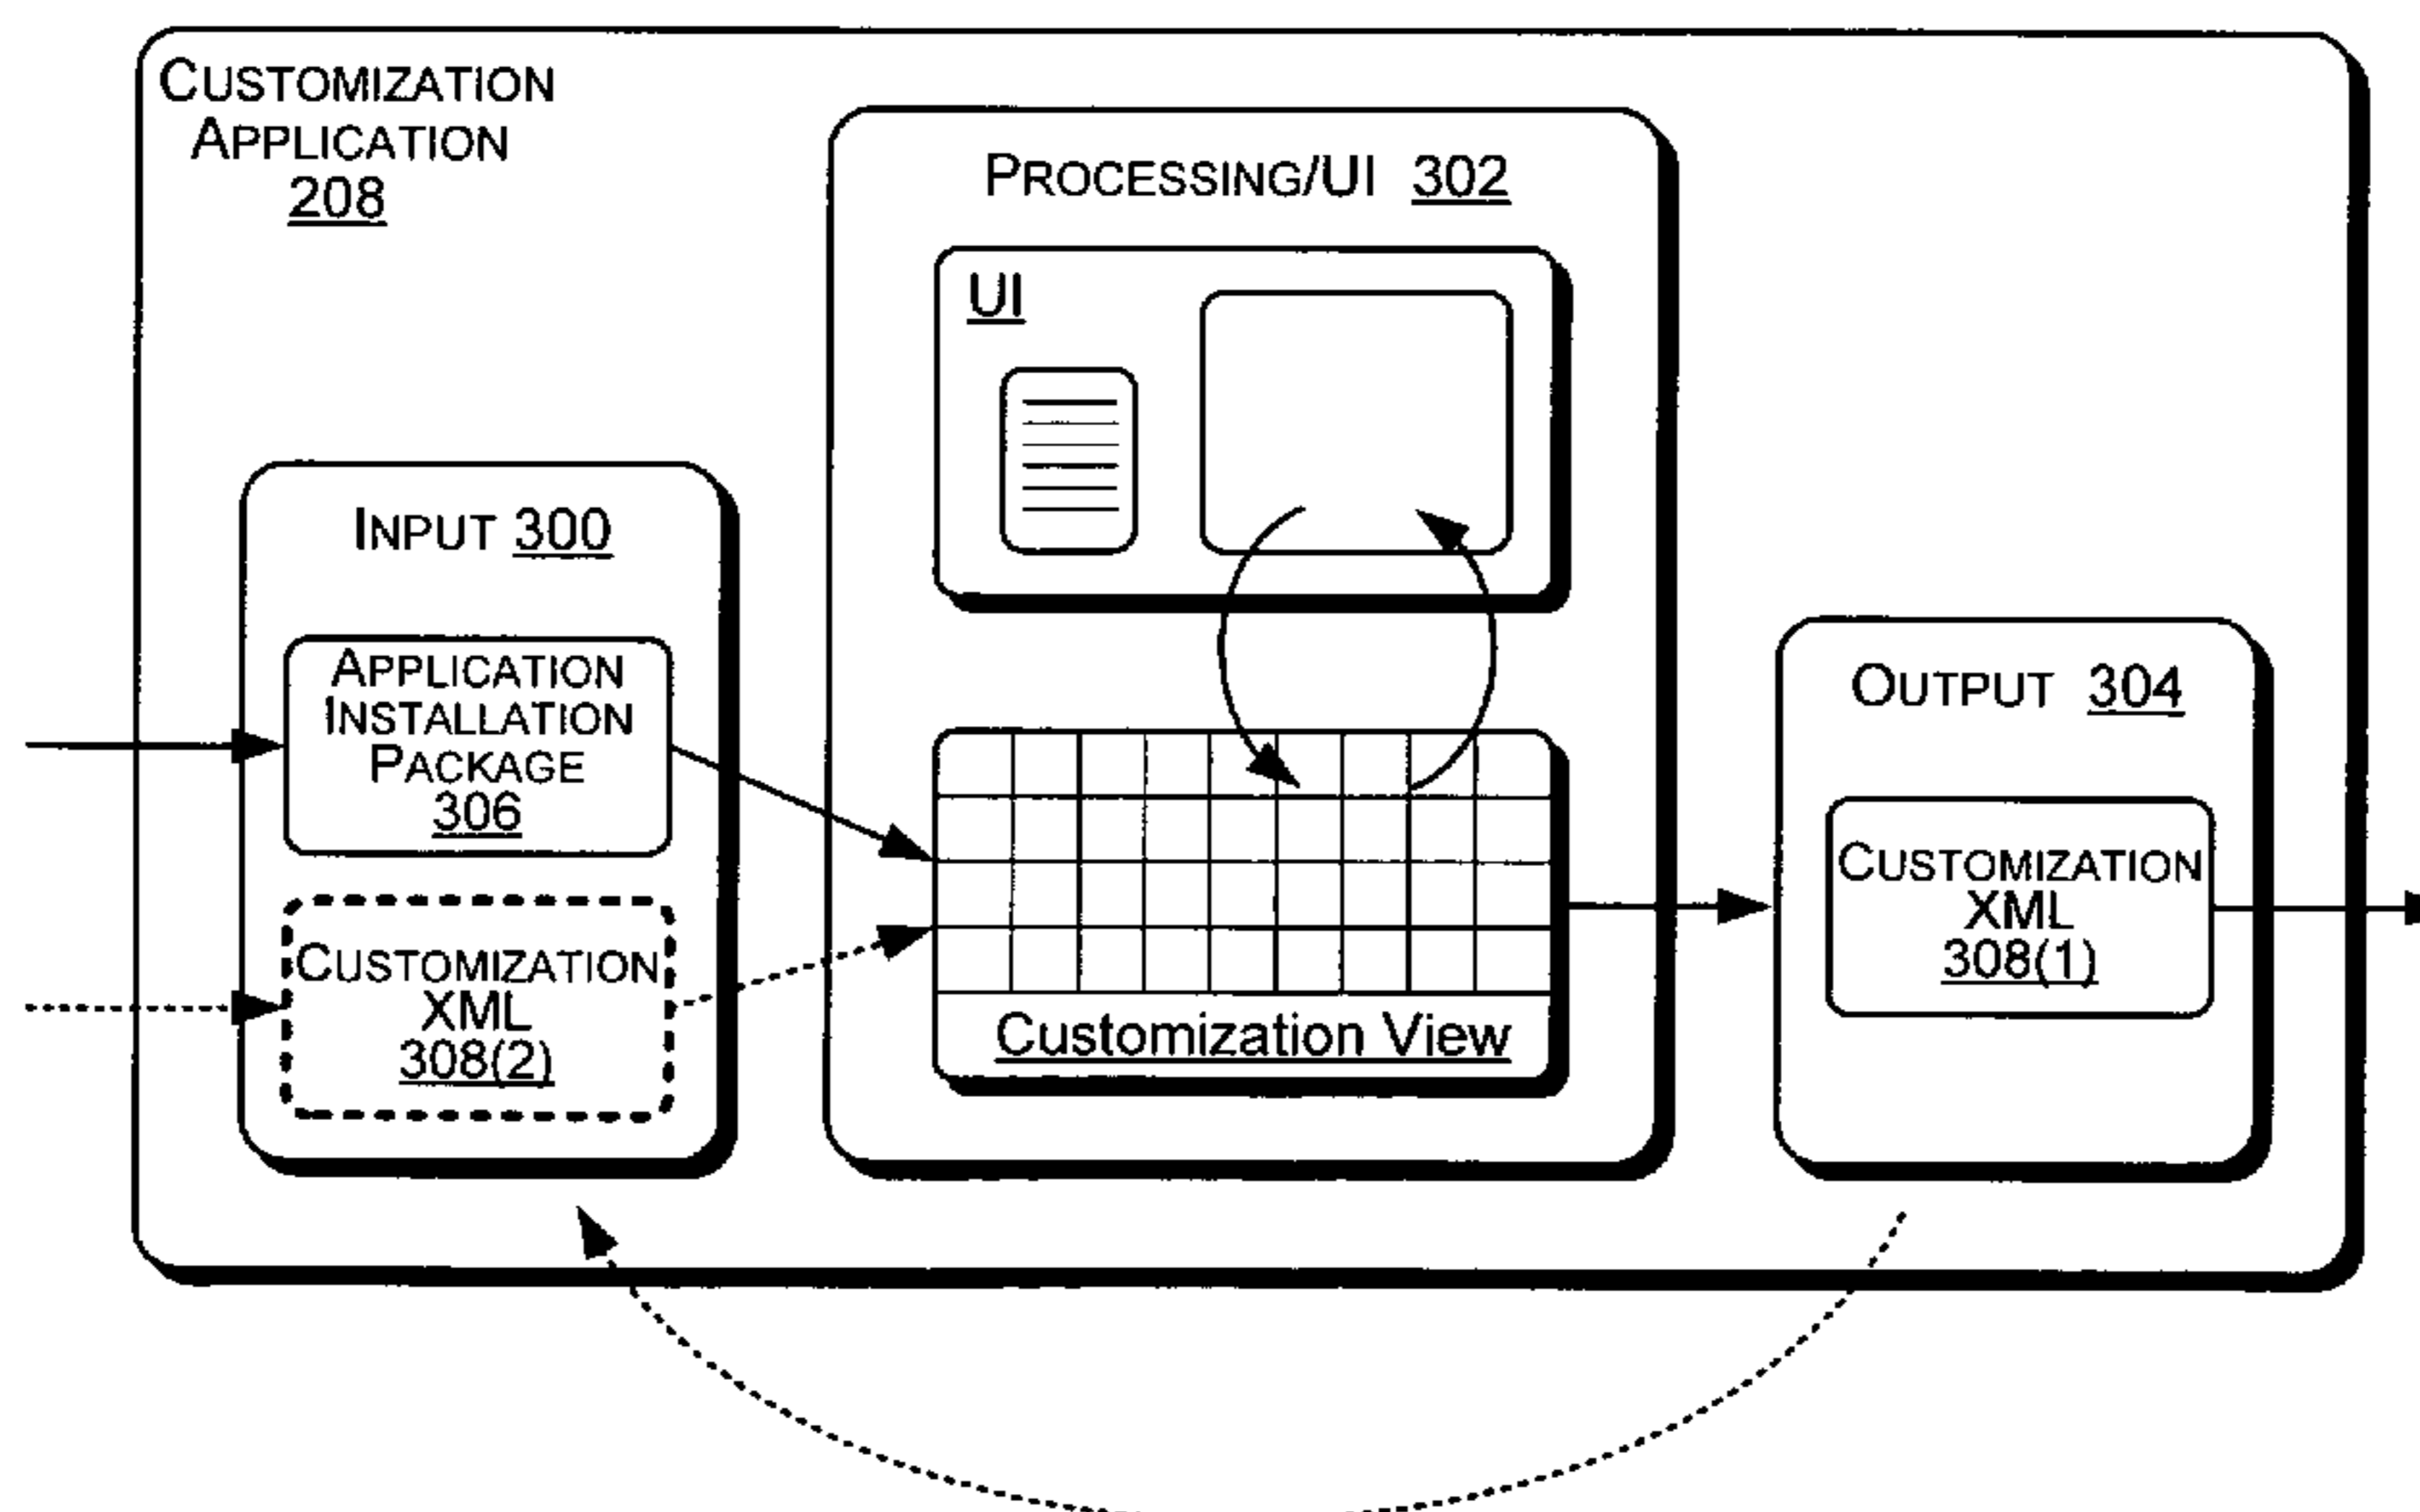 CUSTOMIZATION
APPLICATION
208
PROCESSING/UI 302
UI
INPUT 300
APPLICATION
INSTALLATION
PACKAGE
306
CUSTOMIZATION
XML
308(2)
Customization View
OUTPUT 304
CUSTOMIZATION
XML
308(1)